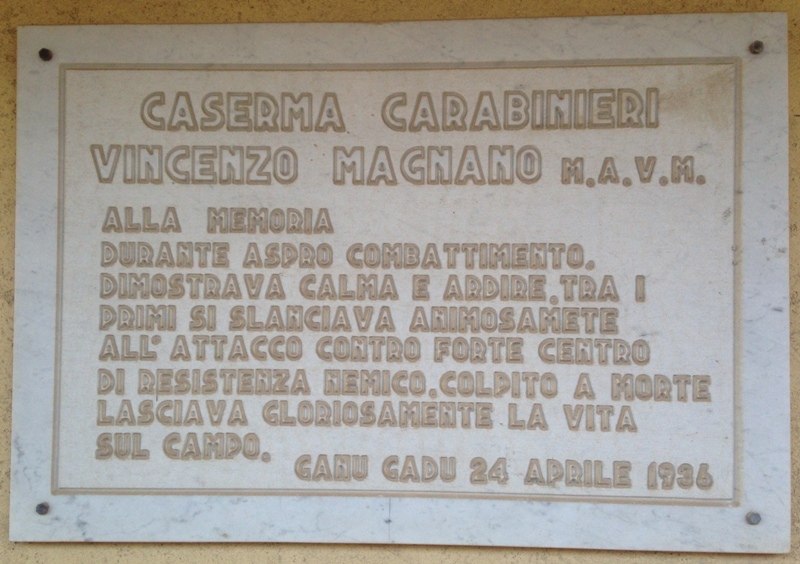 CASERMA CARABINIERI
VINCENZO MAGNANO M.A.V.M.
ALLA MEMORIA
DURANTE ASPRO COMBATTIMENTO.
DIMOSTRAVA CALMA E ARDIRE.TRA I
PRIMI SI SLANCIAVA ANIMOSAMETE
ALL' ATTACCO CONTRO FORTE CENTRO
DI RESISTENZA NEMICO.COLPITO A MORTE
LASCIAVA GLORIOSAMENTE LA VITA
SUL CAMPO.
GANU GADU 24 APRILE 1936